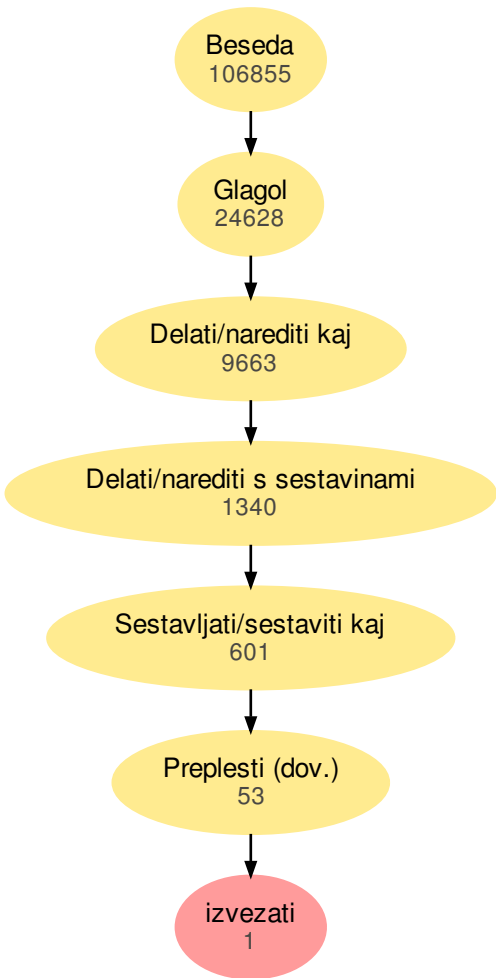 Beseda
106855
Glagol
24628
Delati/narediti kaj
9663
Delati/narediti s sestavinami
1340
Sestavljati/sestaviti kaj
601
Preplesti (dov.)
53
izvezati
1